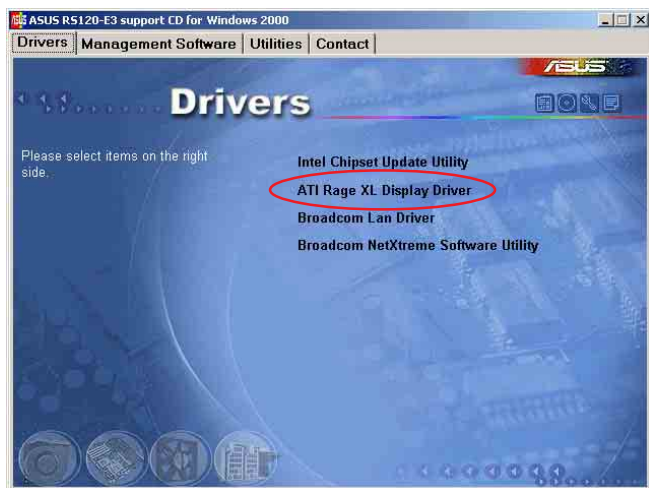 ASUS RS120-E3 support CD for Windows 2000
Drivers Management Software Utilities Contact
ASUS
Drivers
Please select items on the right
side.
Intel Chipset Update Utility
ATI Rage XL Display Driver
Broadcom Lan Driver
Broadcom NetXtreme Software Utility